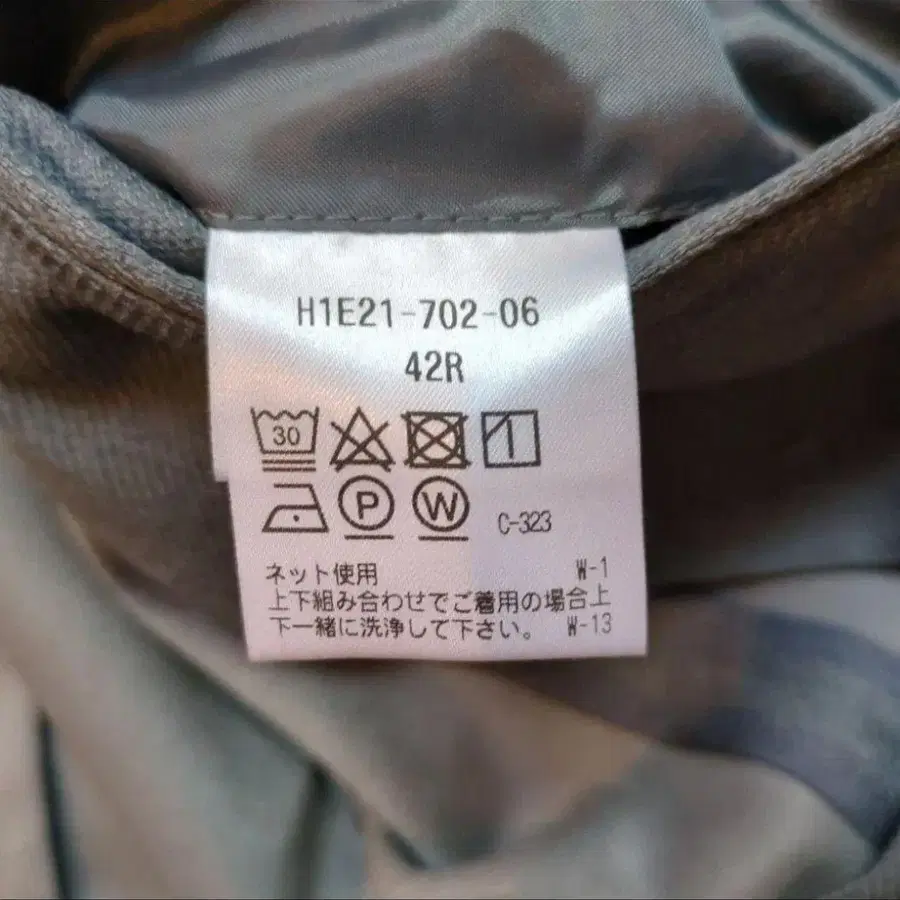 H1E21-702-06
42R
30
P W C-323
ネット使用 W-1
上下組み合わせでご着用の場合上
下一緒に洗浄して下さい。 W-13